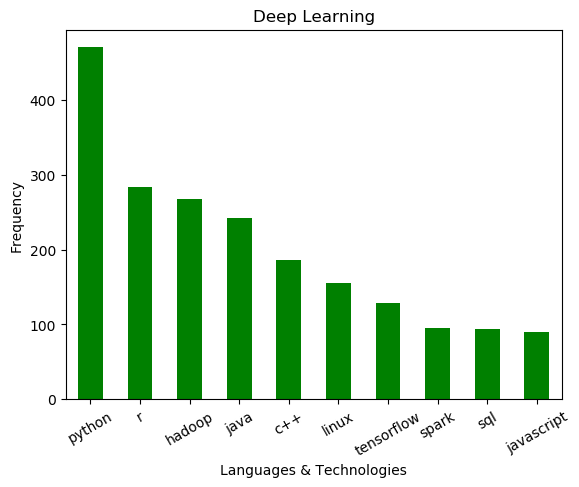 Deep Learning
Frequency
400
300
200
100
0
python r hadoop java c++ linux tensorflow spark sql javascript
Languages & Technologies